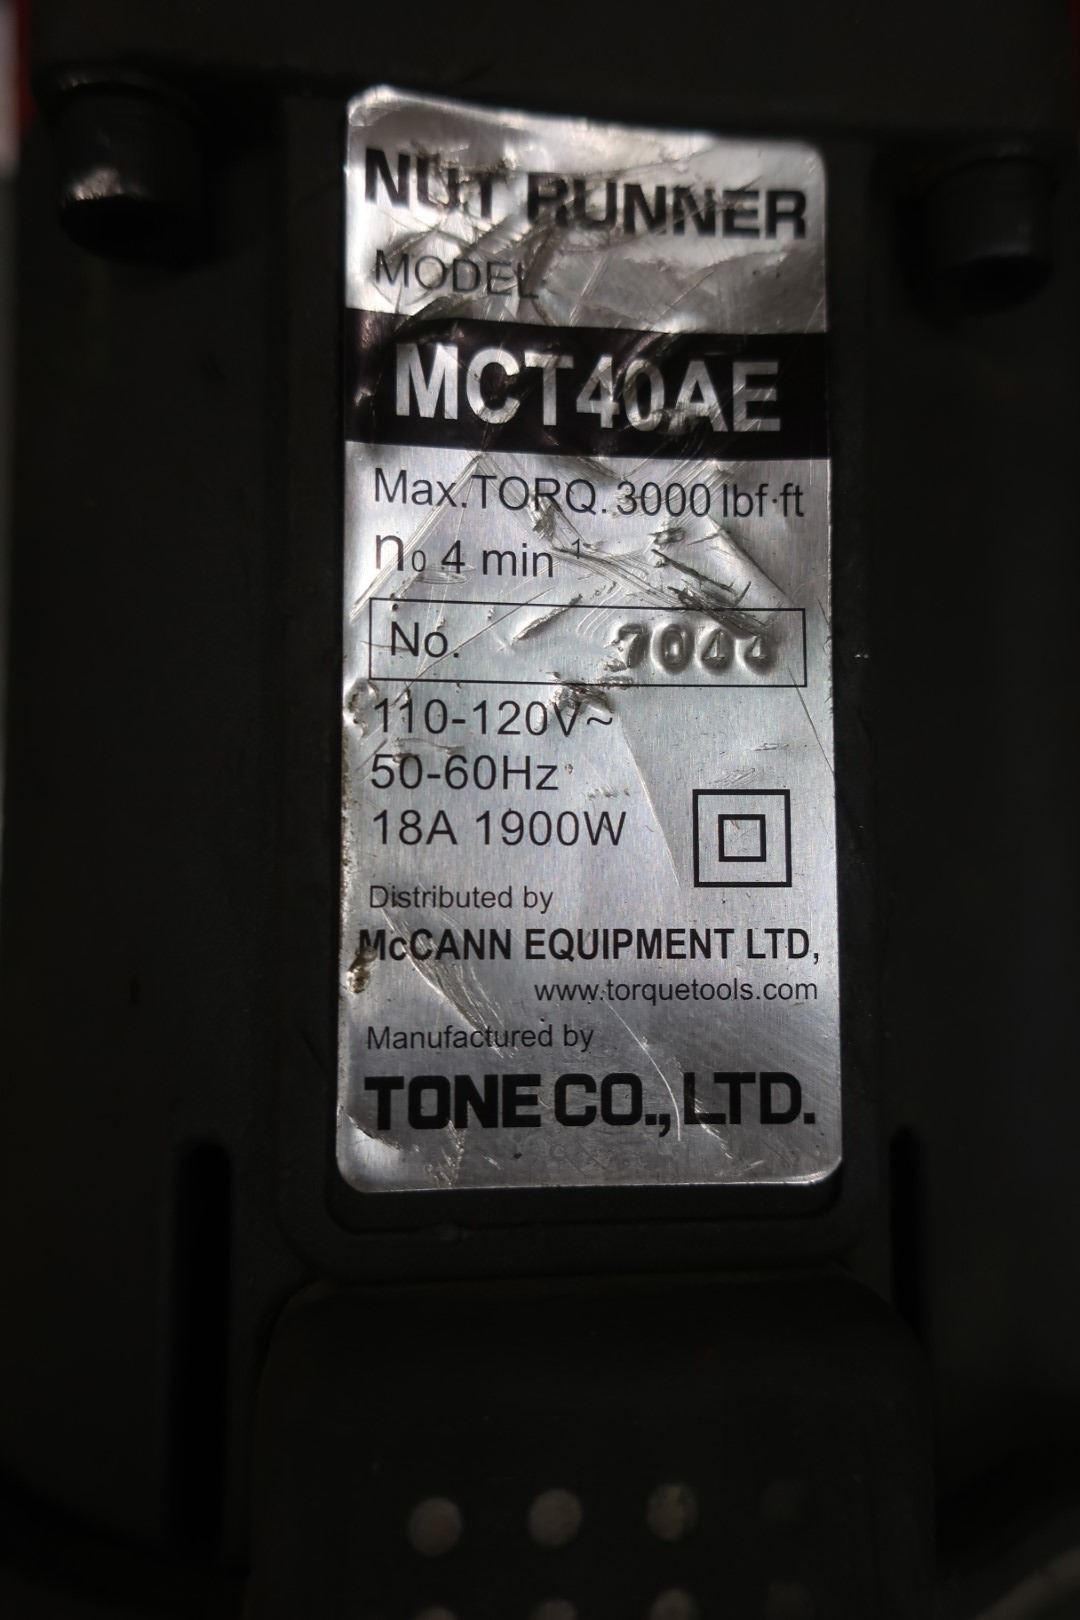 NUT RUNNER
MODEL
MCT40AE
Max.TORQ. 3000 lbf·ft
n₀ 4 min⁻¹
No. 7044
110-120V~
50-60Hz
18A 1900W
Distributed by
McCANN EQUIPMENT LTD,
www.torquetools.com
Manufactured by
TONE CO., LTD.